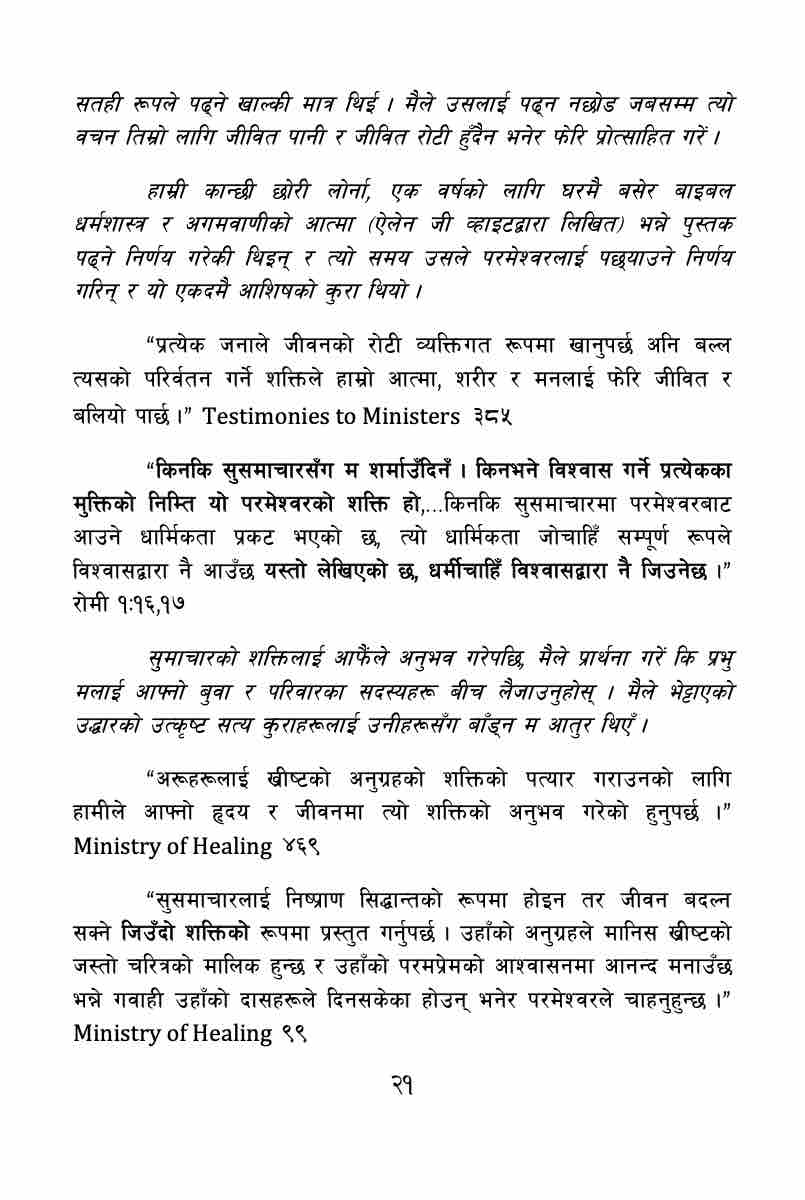 सतही रूपले पढ्ने खाल्की मात्र थिई । मैले उसलाई पढ्न नछोड जबसम्म त्यो
वचन तिम्रो लागि जीवित पानी र जीवित रोटी हुँदैन भनेर फेरि प्रोत्साहित गरें ।
हाम्री कान्छी छोरी लोर्ना, एक वर्षको लागि घरमै बसेर बाइबल
धर्मशास्त्र र अगमवाणीको आत्मा (ऐलेन जी व्हाइटद्वारा लिखित) भन्ने पुस्तक
पढ्ने निर्णय गरेकी थिइन् र त्यो समय उसले परमेश्वरलाई पछ्याउने निर्णय
गरिन् र यो एकदमै आशिषको कुरा थियो ।
“प्रत्येक जनाले जीवनको रोटी व्यक्तिगत रूपमा खानुपर्छ अनि बल्ल
त्यसको परिर्वतन गर्ने शक्तिले हाम्रो आत्मा, शरीर र मनलाई फेरि जीवित र
बलियो पार्छ ।” Testimonies to Ministers ३८५
“किनकि सुसमाचारसँग म शर्माउँदिनँ । किनभने विश्वास गर्ने प्रत्येकका
मुक्तिको निम्ति यो परमेश्वरको शक्ति हो,...किनकि सुसमाचारमा परमेश्वरबाट
आउने धार्मिकता प्रकट भएको छ, त्यो धार्मिकता जोचाहिँ सम्पूर्ण रूपले
विश्वासद्वारा नै आउँछ यस्तो लेखिएको छ, धर्मीचाहिँ विश्वासद्वारा नै जिउनेछ ।”
रोमी १:१६,१७
सुमाचारको शक्तिलाई आफैंले अनुभव गरेपछि, मैले प्रार्थना गरें कि प्रभु
मलाई आफ्नो बुवा र परिवारका सदस्यहरू बीच लैजाउनुहोस् । मैले भेट्टाएको
उद्धारको उत्कृष्ट सत्य कुराहरूलाई उनीहरूसँग बाँड्न म आतुर थिएँ ।
“अरूहरूलाई ख्रीष्टको अनुग्रहको शक्तिको पत्यार गराउनको लागि
हामीले आफ्नो हृदय र जीवनमा त्यो शक्तिको अनुभव गरेको हुनुपर्छ ।”
Ministry of Healing ४६९
“सुसमाचारलाई निष्प्राण सिद्धान्तको रूपमा होइन तर जीवन बदल्न
सक्ने जिउँदो शक्तिको रूपमा प्रस्तुत गर्नुपर्छ । उहाँको अनुग्रहले मानिस ख्रीष्टको
जस्तो चरित्रको मालिक हुन्छ र उहाँको परमप्रेमको आश्वासनमा आनन्द मनाउँछ
भन्ने गवाही उहाँको दासहरूले दिनसकेका होउन् भनेर परमेश्वरले चाहनुहुन्छ ।”
Ministry of Healing ९९
२१